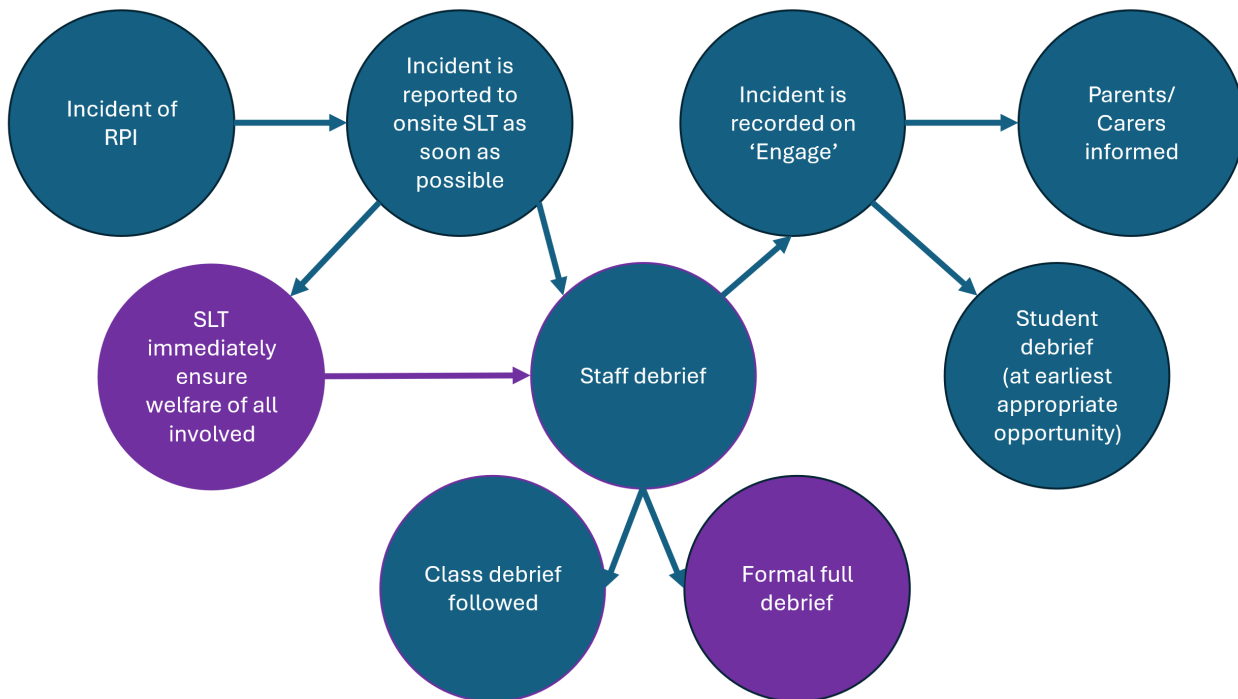 Incident of
RPI
Incident is
reported to
onsite SLT as
soon as
possible
Incident is
recorded on
‘Engage’
Parents/
Carers
informed
SLT
immediately
ensure
welfare of all
involved
Staff debrief
Student
debrief
(at earliest
appropriate
opportunity)
Class debrief
followed
Formal full
debrief